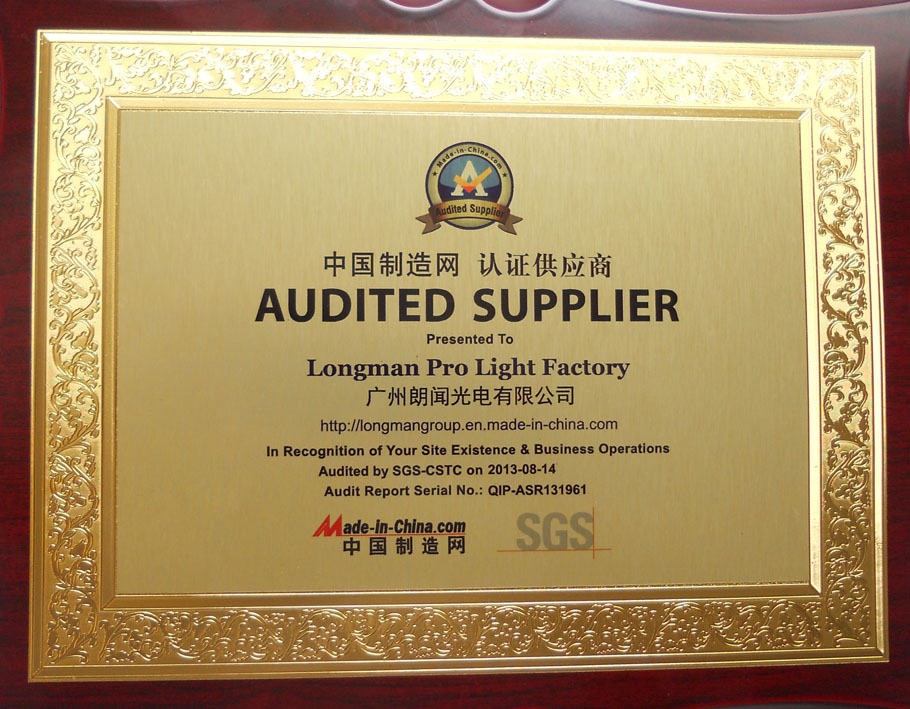 Made-in-China.com
A
Audited Supplier
中国制造网 认证供应商
AUDITED SUPPLIER
Presented To
Longman Pro Light Factory
广州朗闻光电有限公司
http://longmangroup.en.made-in-china.com
In Recognition of Your Site Existence & Business Operations
Audited by SGS-CSTC on 2013-08-14
Audit Report Serial No.: QIP-ASR131961
Made-in-China.com
中国制造网
SGS